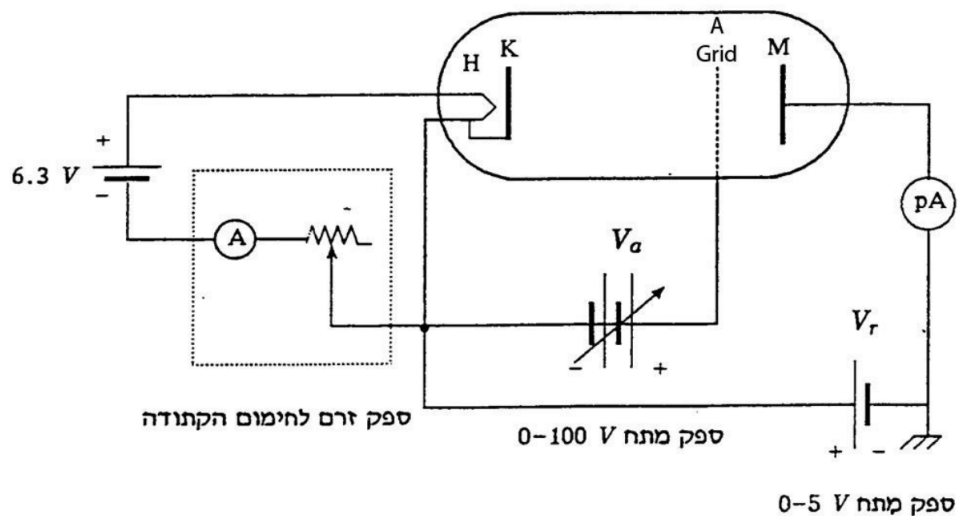 A
Grid
H K M
+
6.3 V
−
A
pA
V_a
V_r
− +
ספק זרם לחימום הקתודה
ספק מתח 0-100 V
+ −
ספק מתח 0-5 V